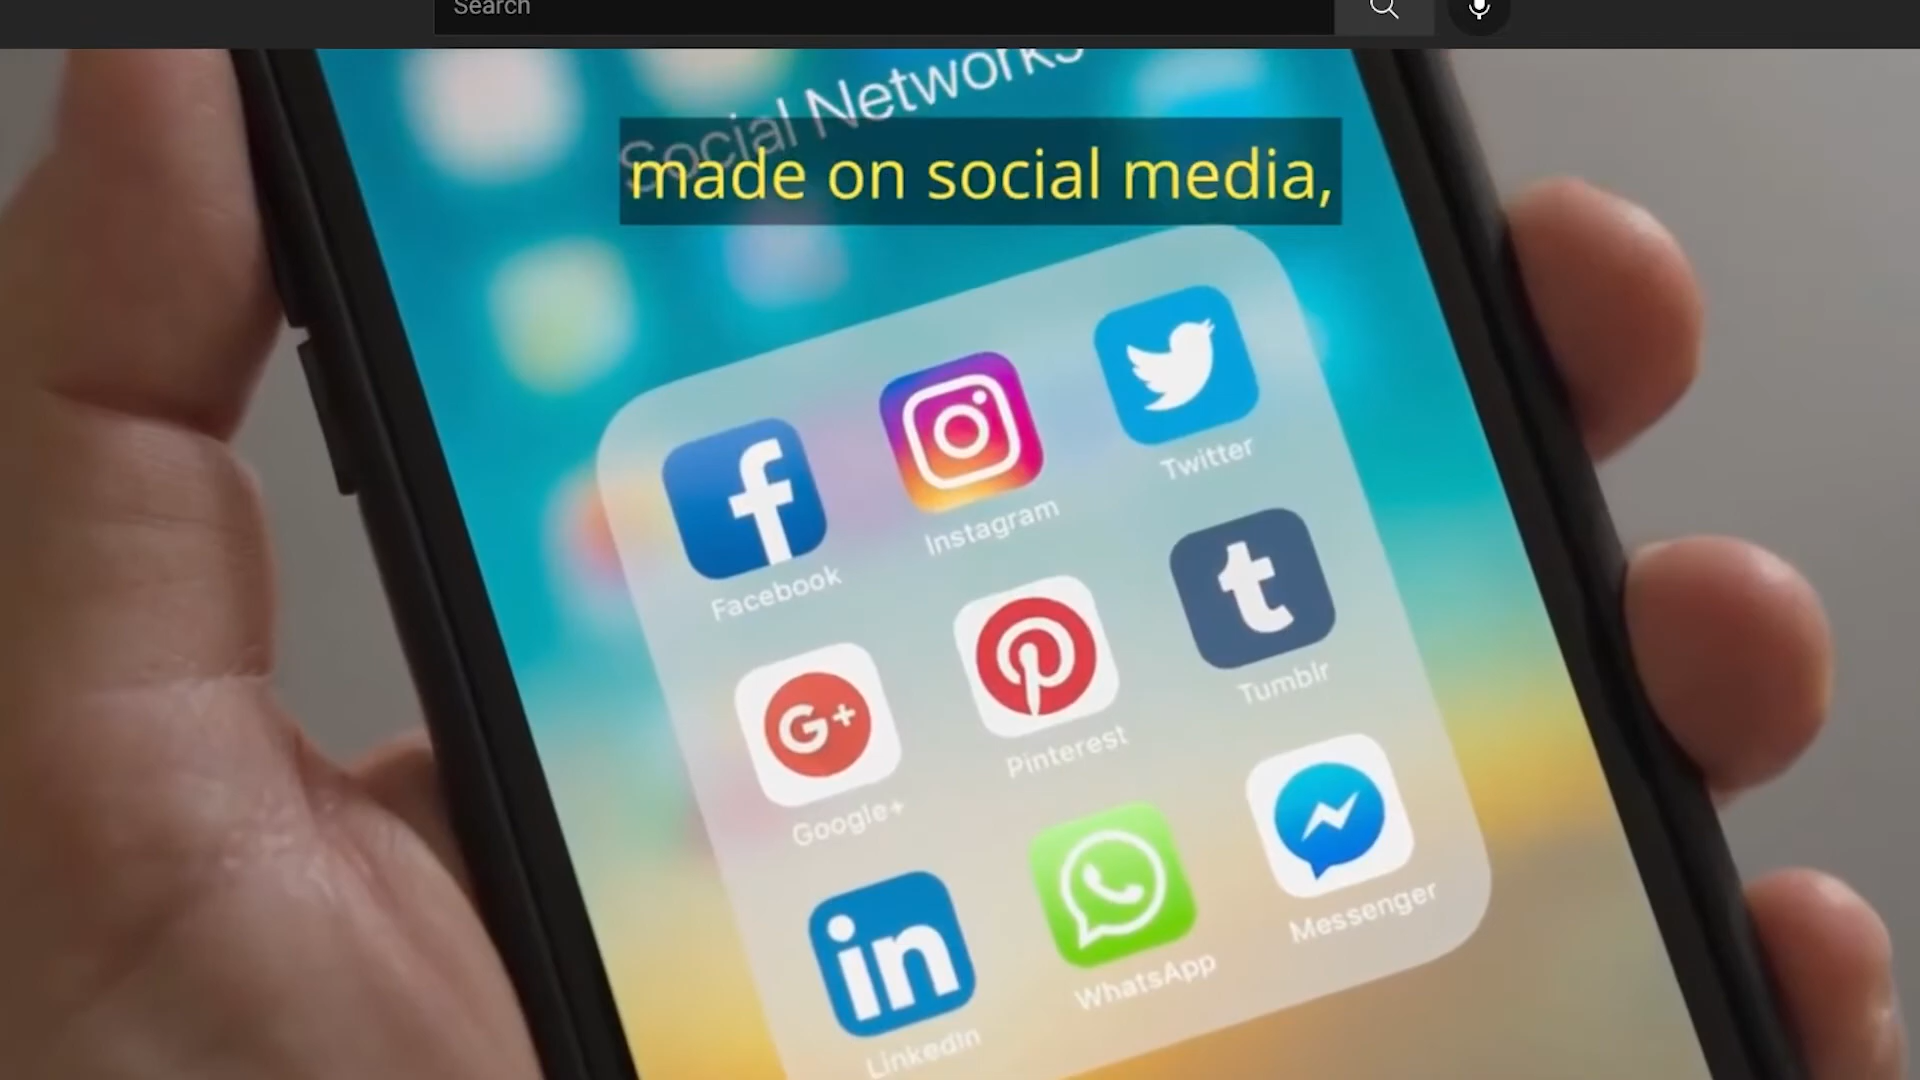 Search
Social Networks
made on social media,
Twitter
Instagram
Facebook
Tumblr
Pinterest
Google+
Messenger
WhatsApp
LinkedIn